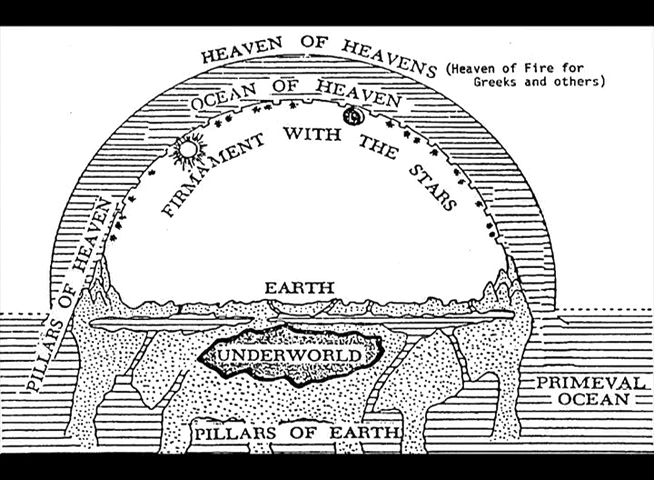 HEAVEN OF HEAVENS
(Heaven of Fire for
Greeks and others)
OCEAN OF HEAVEN
FIRMAMENT WITH THE STARS
PILLARS OF HEAVEN
EARTH
UNDERWORLD
PRIMEVAL
OCEAN
PILLARS OF EARTH